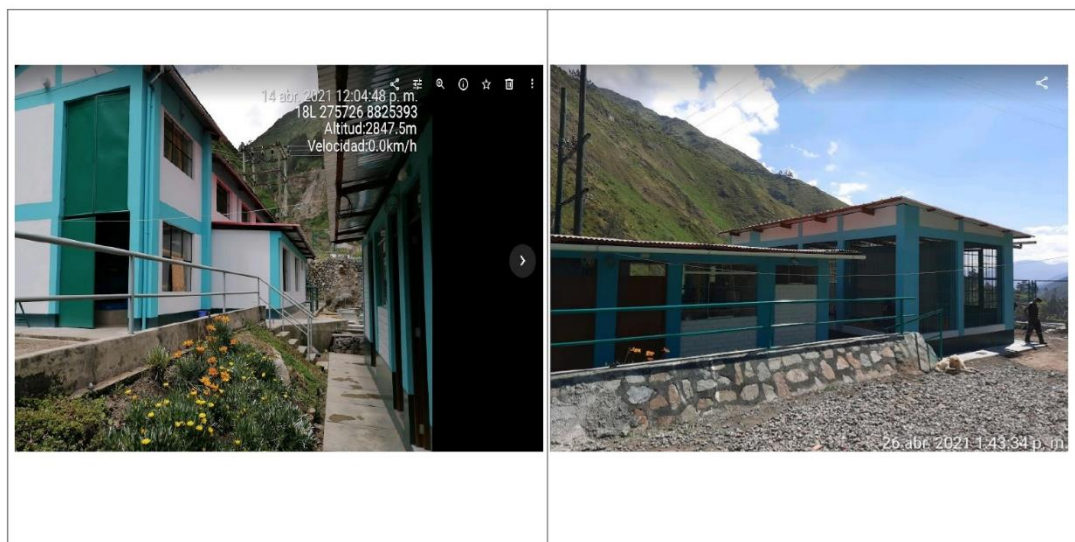 14 abr. 2021 12:04:48 p. m.
18L 275726 8825393
Altitud:2847.5m
Velocidad:0.0km/h
26 abr. 2021 1:43:34 p. m.